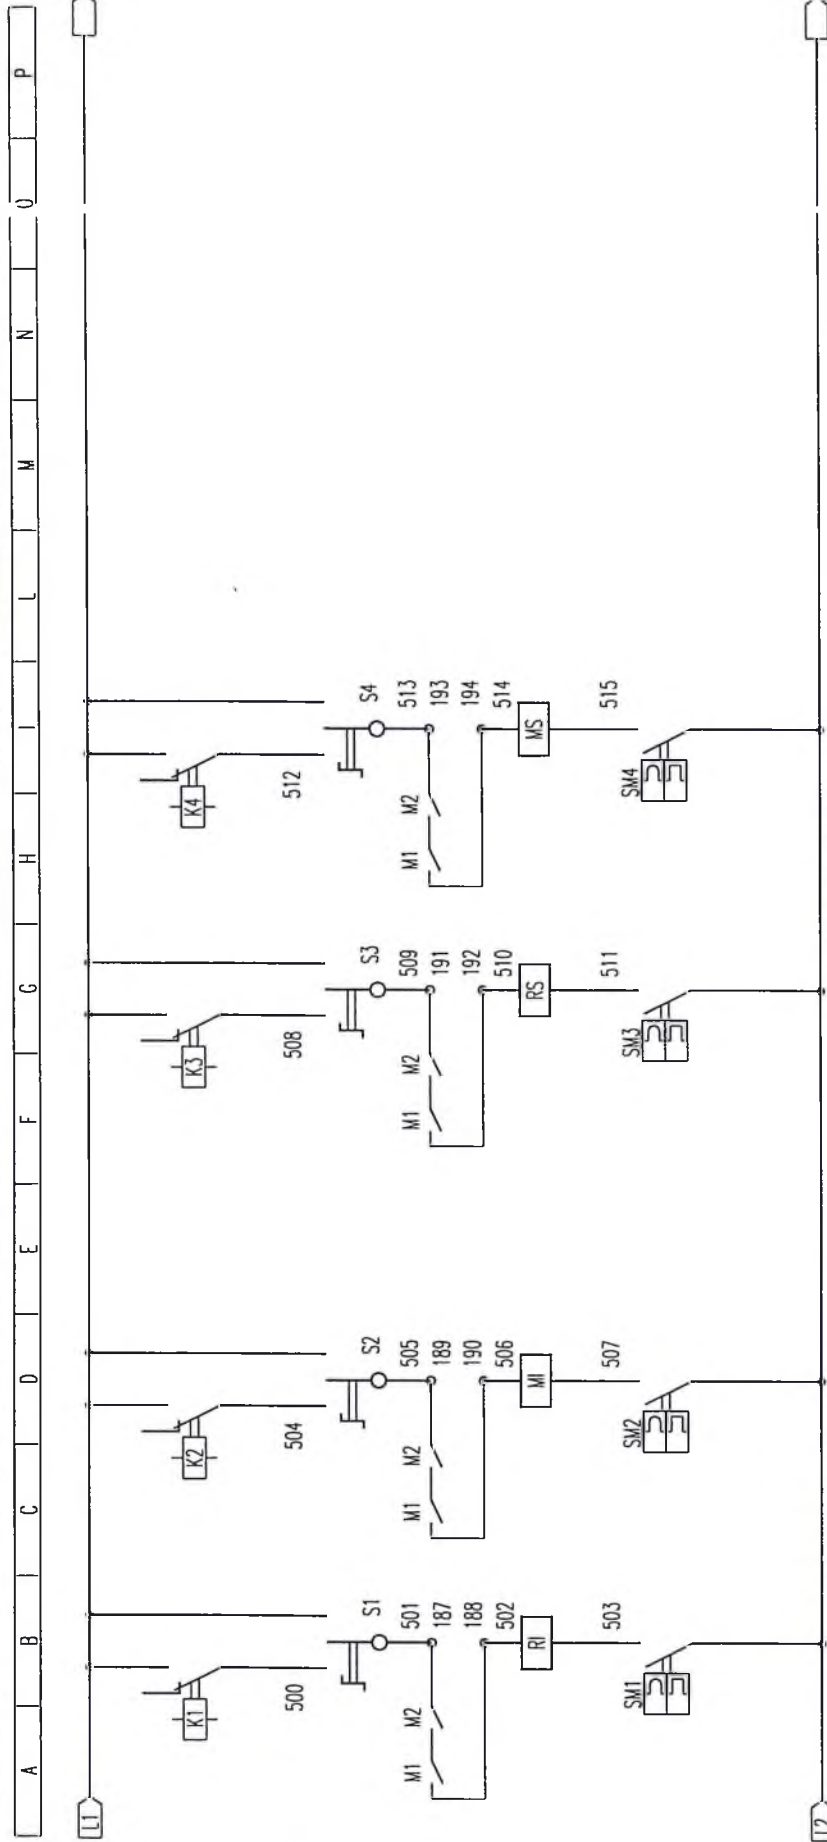 A B C D E F G H I L M N O P
L1
K1 K2 K3 K4
500 504 508 512
S1 S2 S3 S4
501 505 509 513
M1 M2 187 M1 M2 189 M1 M2 191 M1 M2 193
188 190 192 194
502 506 510 514
RI MI RS MS
503 507 511 515
SM1 SM2 SM3 SM4
L2